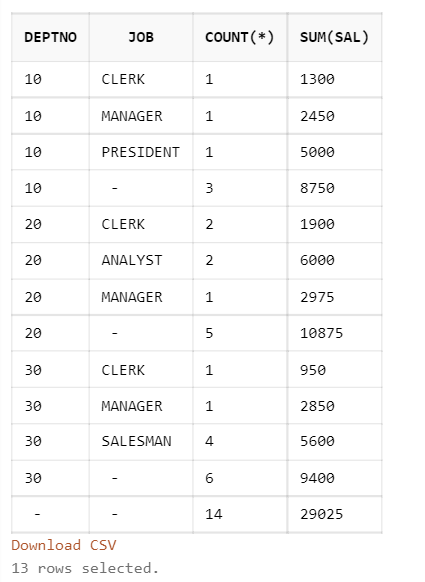 DEPTNO JOB COUNT(*) SUM(SAL)
10 CLERK 1 1300
10 MANAGER 1 2450
10 PRESIDENT 1 5000
10 - 3 8750
20 CLERK 2 1900
20 ANALYST 2 6000
20 MANAGER 1 2975
20 - 5 10875
30 CLERK 1 950
30 MANAGER 1 2850
30 SALESMAN 4 5600
30 - 6 9400
- - 14 29025
Download CSV
13 rows selected.